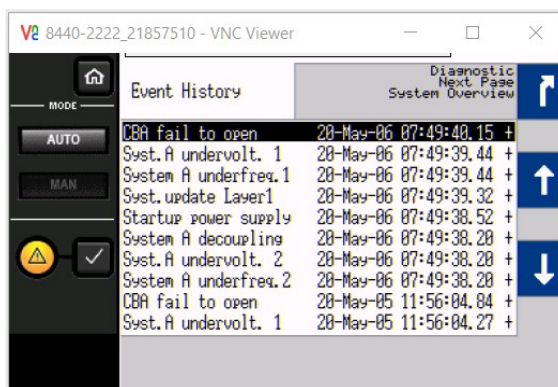 V2 8440-2222_21857510 - VNC Viewer
MODE
AUTO
MAN
Event History
Diagnostic
Next Page
System Overview
CBA fail to open 20-May-06 07:49:40.15 +
Syst.A undervolt. 1 20-May-06 07:49:39.44 +
System A underfreq.1 20-May-06 07:49:39.44 +
Syst.update Layer1 20-May-06 07:49:39.32 +
Startup power supply 20-May-06 07:49:38.52 +
System A decoupling 20-May-06 07:49:38.20 +
Syst.A undervolt. 2 20-May-06 07:49:38.20 +
System A underfreq.2 20-May-06 07:49:38.20 +
CBA fail to open 20-May-05 11:56:04.84 +
Syst.A undervolt. 1 20-May-05 11:56:04.27 +